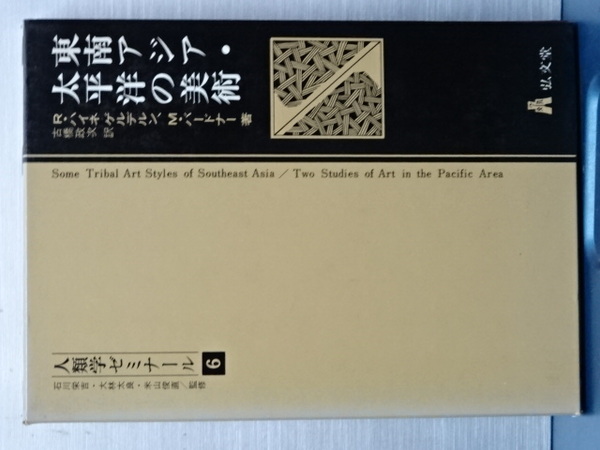 東南アジア・
太平洋の美術
R・ハイネゲルデルン、M・バードナー 著
古橋政次 訳
弘文堂
Some Tribal Art Styles of Southeast Asia / Two Studies of Art in the Pacific Area
人類学ゼミナール 6
石川栄吉・大林太良・米山俊直/監修